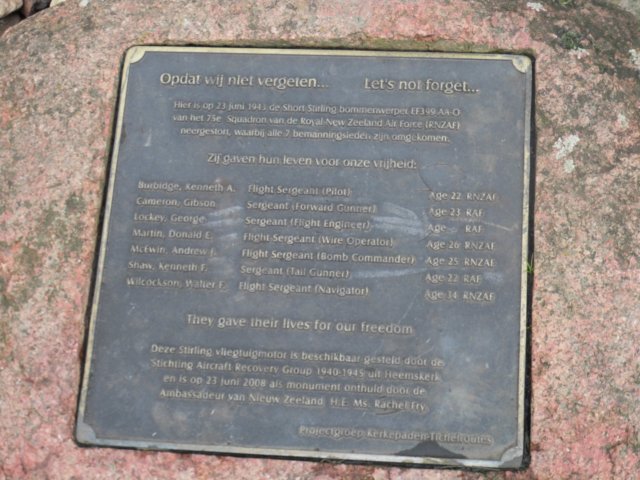 Opdat wij niet vergeten... Let's not forget...
Hier is op 23 juni 1943 de Short Stirling bommenwerper EF399 AA-O
van het 75e Squadron van de Royal New Zeeland Air Force (RNZAF)
neergestort, waarbij alle 7 bemanningsleden zijn omgekomen.
Zij gaven hun leven voor onze vrijheid:
Burbidge, Kenneth A. Flight Sergeant (Pilot) Age 22 RNZAF
Cameron, Gibson Sergeant (Forward Gunner) Age 23 RAF
Lockey, George Sergeant (Flight Engineer) Age RAF
Martin, Donald E. Flight Sergeant (Wire Operator) Age 26 RNZAF
McEwin, Andrew J. Flight Sergeant (Bomb Commander) Age 25 RNZAF
Shaw, Kenneth F. Sergeant (Tail Gunner) Age 22 RAF
Wilcockson, Walter F. Flight Sergeant (Navigator) Age 34 RNZAF
They gave their lives for our freedom
Deze Stirling vliegtuigmotor is beschikbaar gesteld door de
Stichting Aircraft Recovery Group 1940-1945 uit Heemskerk
en is op 23 juni 2008 als monument onthuld door de
Ambassadeur van Nieuw Zeeland, H.E. Ms. Rachel Fry
Projectgroep Kerkepaden-Tichelroutes